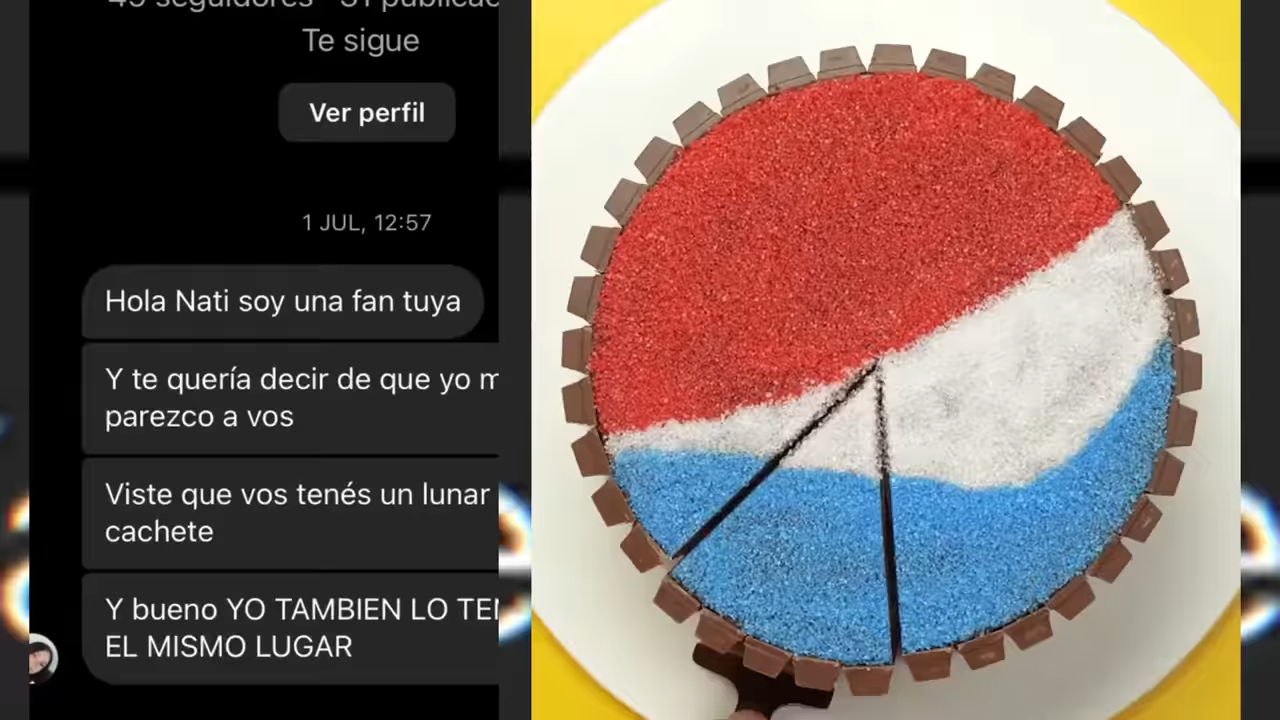 seguidores
Te sigue
Ver perfil
1 JUL, 12:57
Hola Nati soy una fan tuya
Y te quería decir de que yo
parezco a vos
Viste que vos tenés un lunar
cachete
Y bueno YO TAMBIEN LO
EL MISMO LUGAR